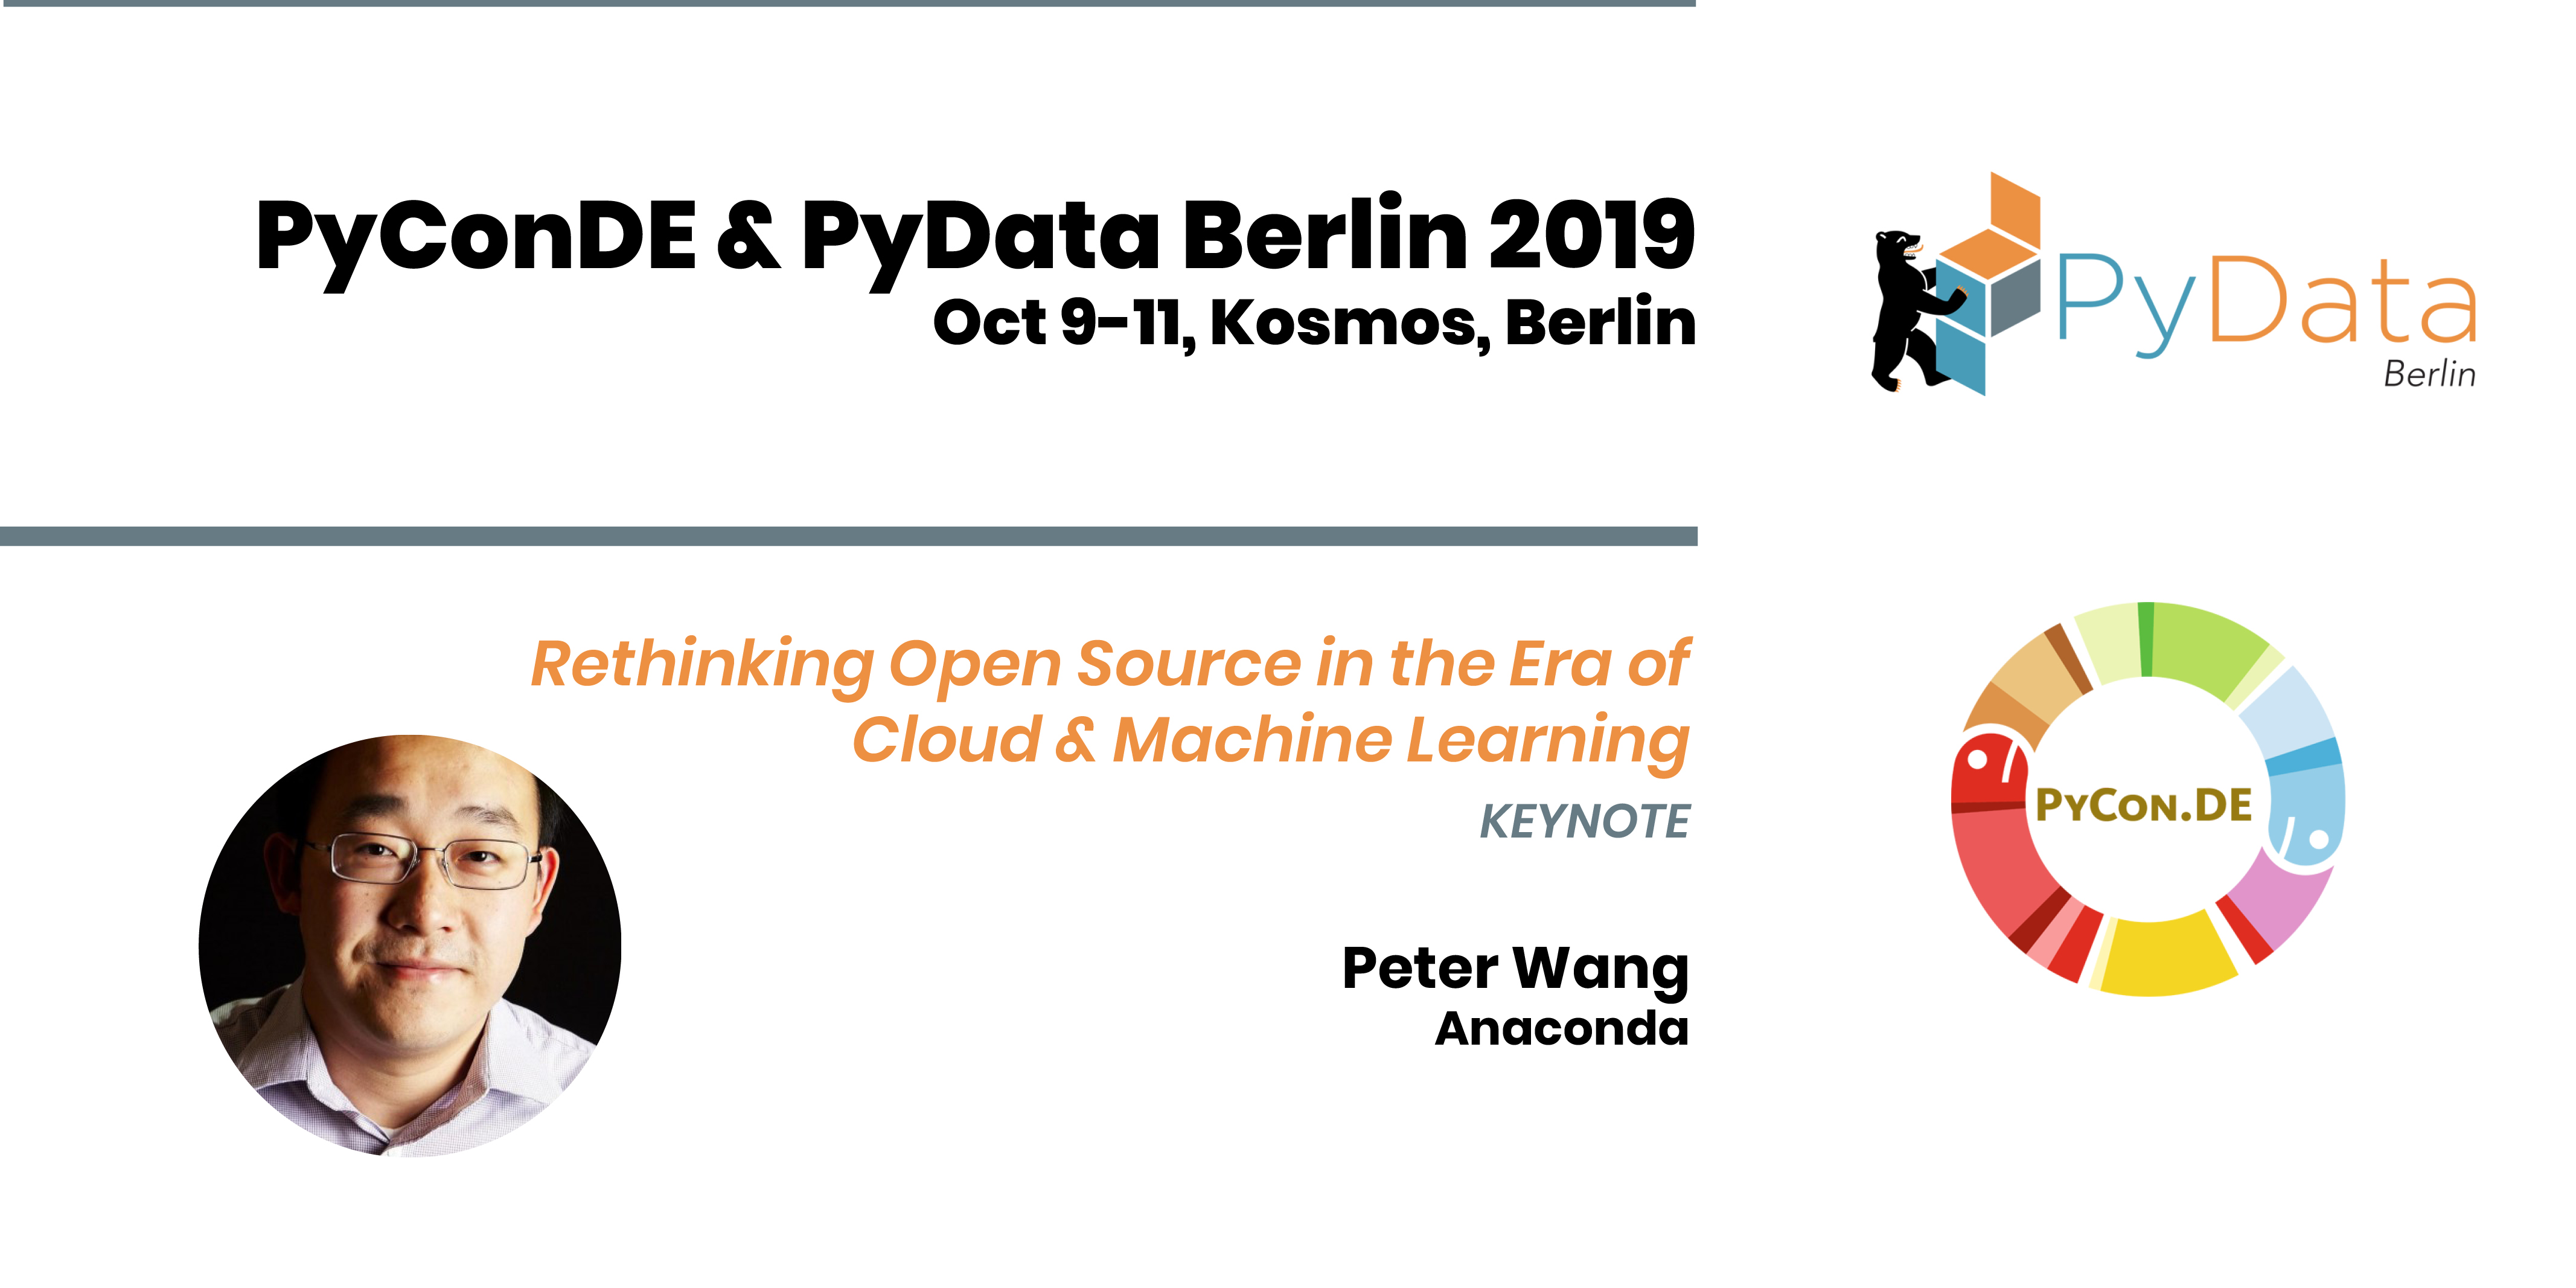 PyConDE & PyData Berlin 2019
Oct 9–11, Kosmos, Berlin
PyData
Berlin
Rethinking Open Source in the Era of
Cloud & Machine Learning
KEYNOTE
Peter Wang
Anaconda
PYCON.DE